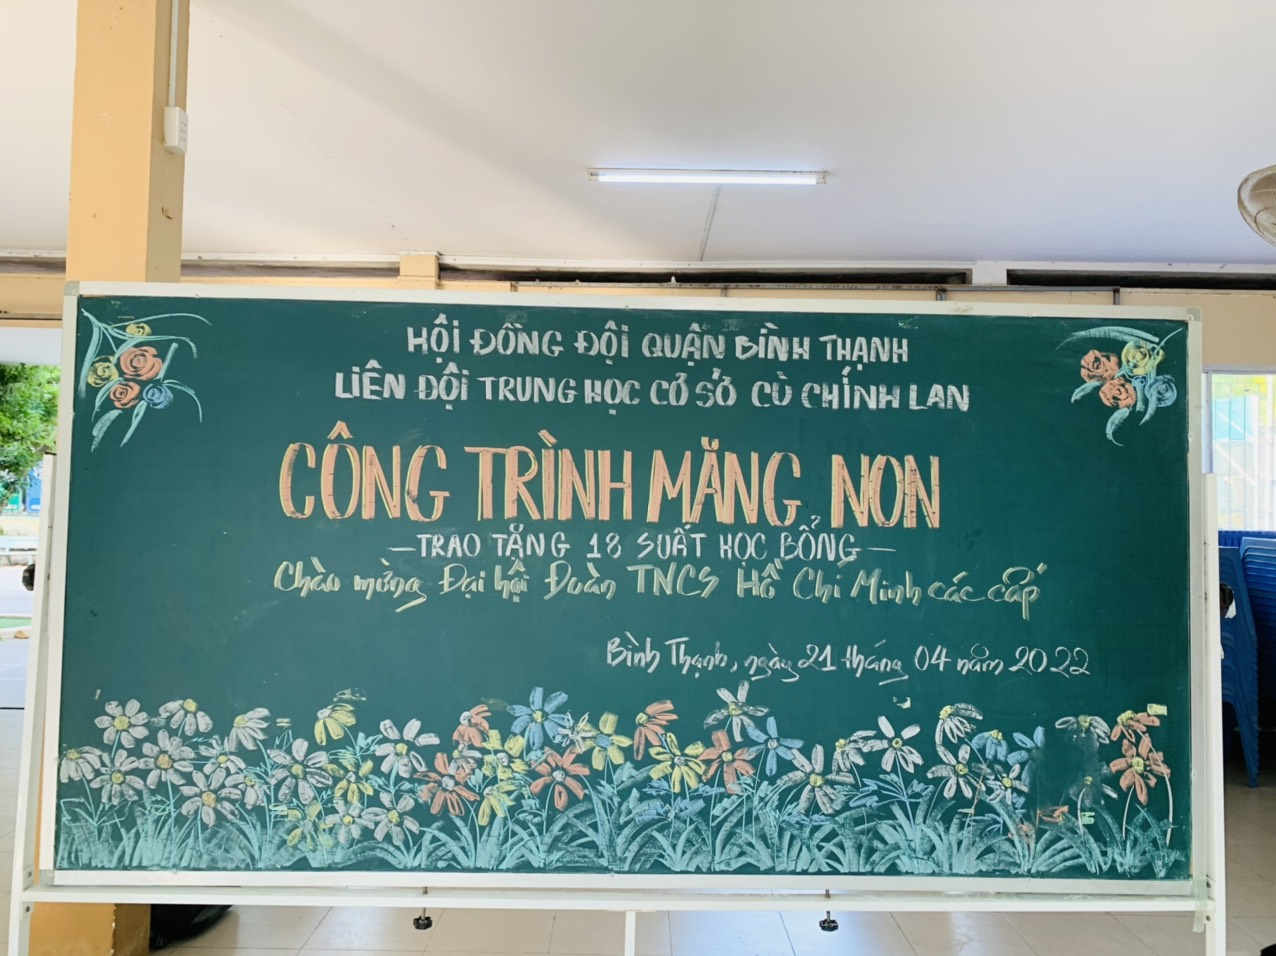 HỘI ĐỒNG ĐỘI QUẬN BÌNH THẠNH
LIÊN ĐỘI TRUNG HỌC CƠ SỞ CÙ CHÍNH LAN
CÔNG TRÌNH MĂNG NON
—TRAO TẶNG 18 SUẤT HỌC BỔNG—
Chào mừng Đại hội Đoàn TNCS Hồ Chí Minh các cấp
Bình Thạnh, ngày 21 tháng 04 năm 2022